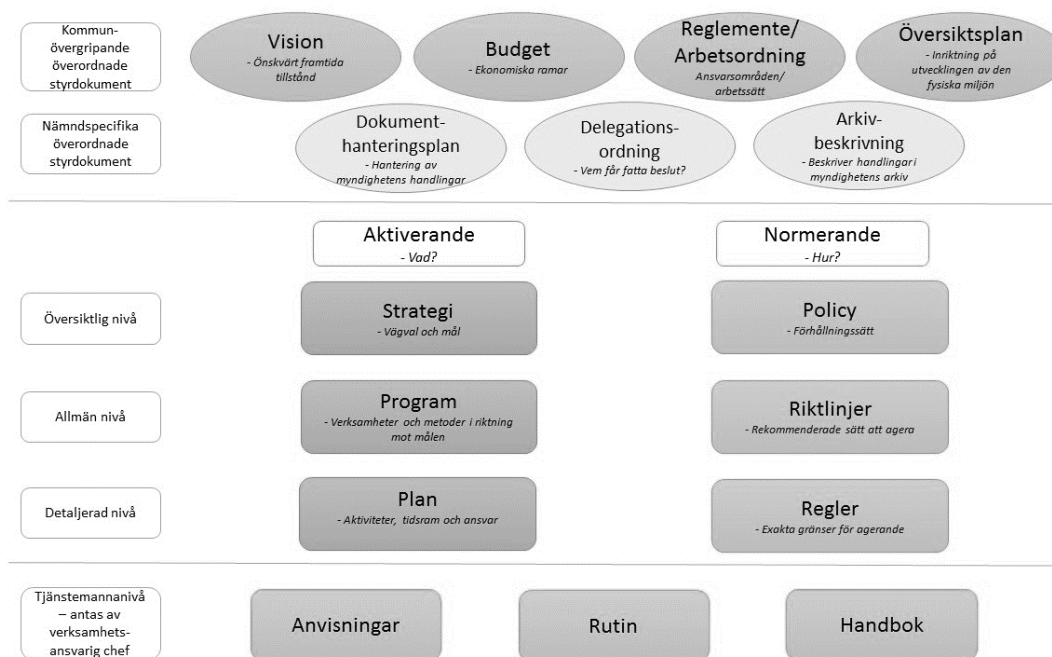 Kommun-
övergripande
överordnade
styrdokument
Vision
- Önskvärt framtida
tillstånd
Budget
- Ekonomiska ramar
Reglemente/
Arbetsordning
Ansvarsområden/
arbetssätt
Översiktsplan
- Inriktning på
utvecklingen av den
fysiska miljön
Nämndspecifika
överordnade
styrdokument
Dokument-
hanteringsplan
- Hantering av
myndighetens handlingar
Delegations-
ordning
- Vem får fatta beslut?
Arkiv-
beskrivning
- Beskriver handlingar i
myndighetens arkiv
Aktiverande
- Vad?
Normerande
- Hur?
Översiktlig nivå
Strategi
- Vägval och mål
Policy
- Förhållningssätt
Allmän nivå
Program
- Verksamheter och metoder i riktning
mot målen
Riktlinjer
- Rekommenderade sätt att agera
Detaljerad nivå
Plan
- Aktiviteter, tidsram och ansvar
Regler
- Exakta gränser för agerande
Tjänstemannanivå
– antas av
verksamhets-
ansvarig chef
Anvisningar
Rutin
Handbok